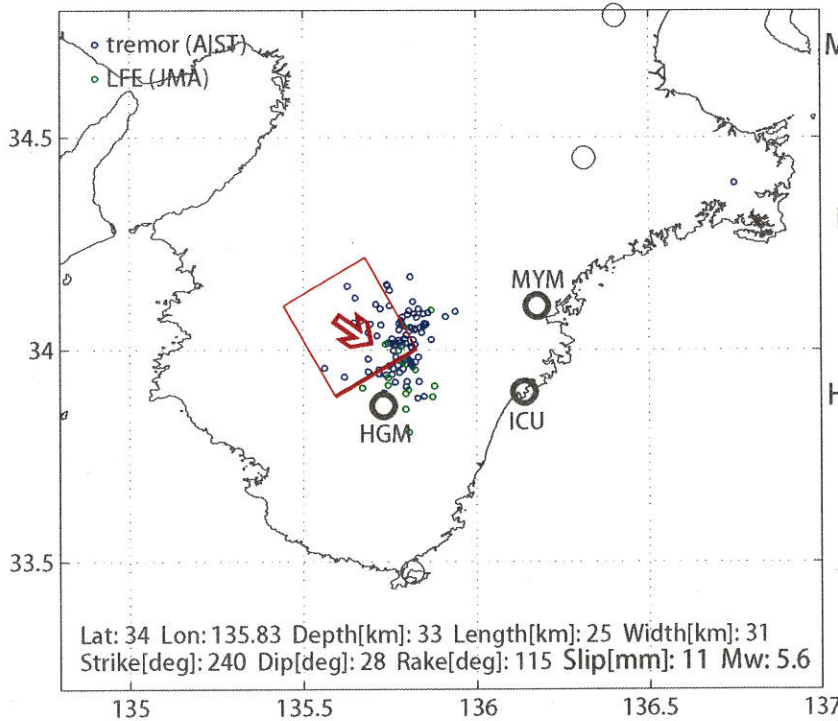 tremor (AIST)
LFE (JMA)
M
34.5
MYM
34
H
HGM
ICU
33.5
Lat: 34 Lon: 135.83 Depth[km]: 33 Length[km]: 25 Width[km]: 31
Strike[deg]: 240 Dip[deg]: 28 Rake[deg]: 115 Slip[mm]: 11 Mw: 5.6
135 135.5 136 136.5 137